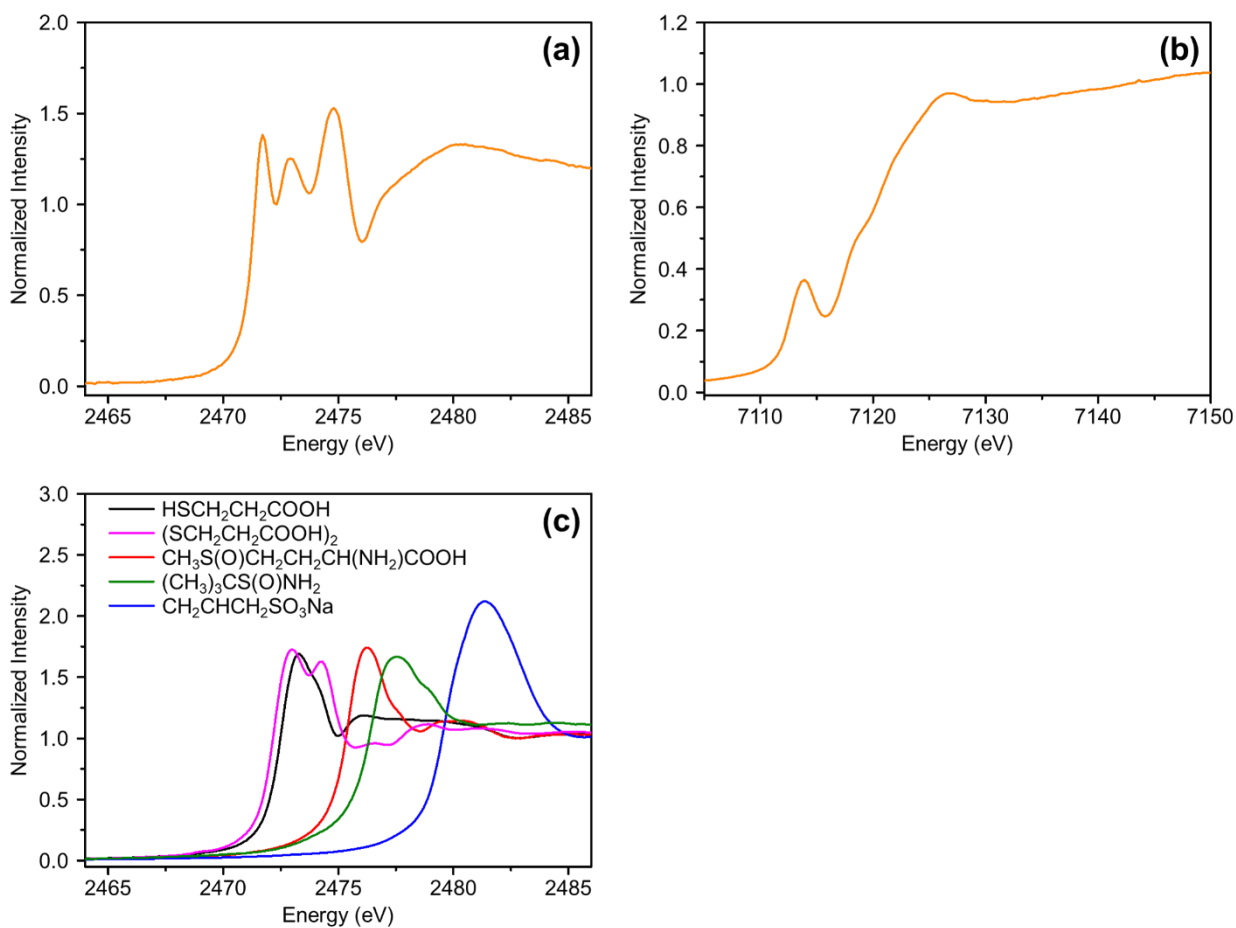 (a)
2.0
1.5
1.0
0.5
0.0
Normalized Intensity
2465 2470 2475 2480 2485
Energy (eV)
(b)
1.2
1.0
0.8
0.6
0.4
0.2
0.0
Normalized Intensity
7110 7120 7130 7140 7150
Energy (eV)
(c)
3.0
2.5
2.0
1.5
1.0
0.5
0.0
Normalized Intensity
HSCH₂CH₂COOH
(SCH₂CH₂COOH)₂
CH₃S(O)CH₂CH₂CH(NH₂)COOH
(CH₃)₃CS(O)NH₂
CH₂CHCH₂SO₃Na
2465 2470 2475 2480 2485
Energy (eV)